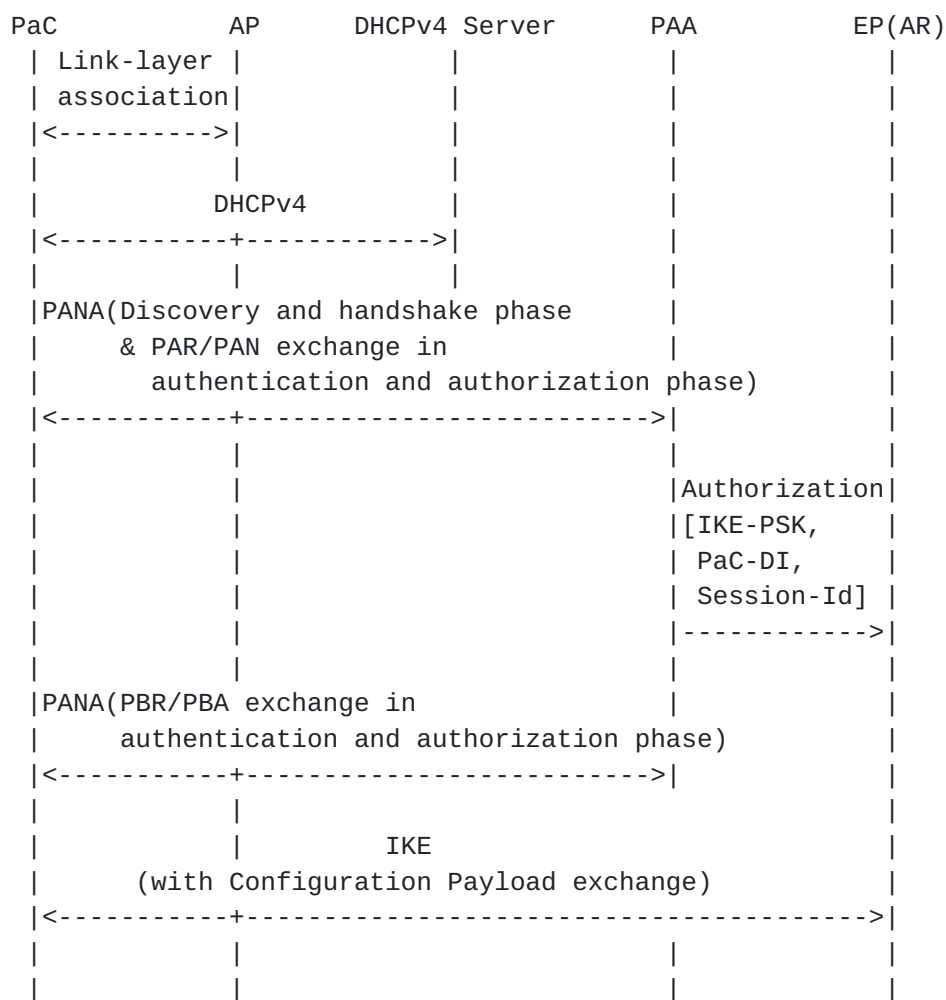 PaC            AP      DHCPv4 Server      PAA          EP(AR)
 | Link-layer |             |             |             |
 | association|             |             |             |
 |<---------->|             |             |             |
 |            |             |             |             |
 |           DHCPv4         |             |             |
 |<-----------+------------>|             |             |
 |            |             |             |             |
 |PANA(Discovery and handshake phase      |             |
 |     & PAR/PAN exchange in              |             |
 |       authentication and authorization phase)        |
 |<-----------+-------------------------->|             |
 |            |                           |             |
 |            |                           |Authorization|
 |            |                           |[IKE-PSK,    |
 |            |                           | PaC-DI,     |
 |            |                           | Session-Id] |
 |            |                           |------------>|
 |            |                           |             |
 |PANA(PBR/PBA exchange in                |             |
 |     authentication and authorization phase)          |
 |<-----------+-------------------------->|             |
 |            |                                         |
 |            |         IKE                             |
 |      (with Configuration Payload exchange)           |
 |<-----------+---------------------------------------->|
 |            |                           |             |
 |            |                           |             |